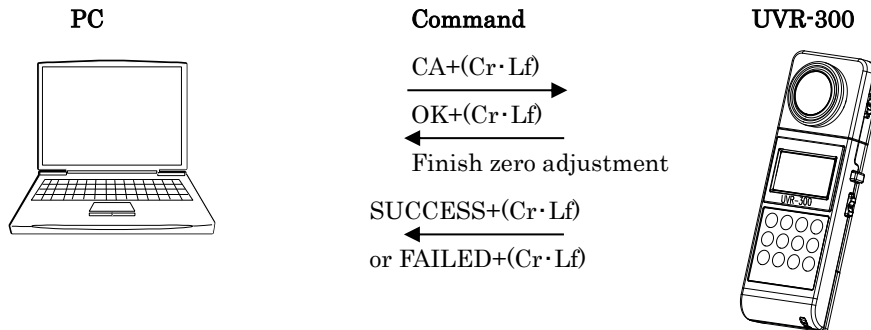 PC
Command
UVR-300
CA+(Cr・Lf)
OK+(Cr・Lf)
Finish zero adjustment
SUCCESS+(Cr・Lf)
or FAILED+(Cr・Lf)
UVR-300